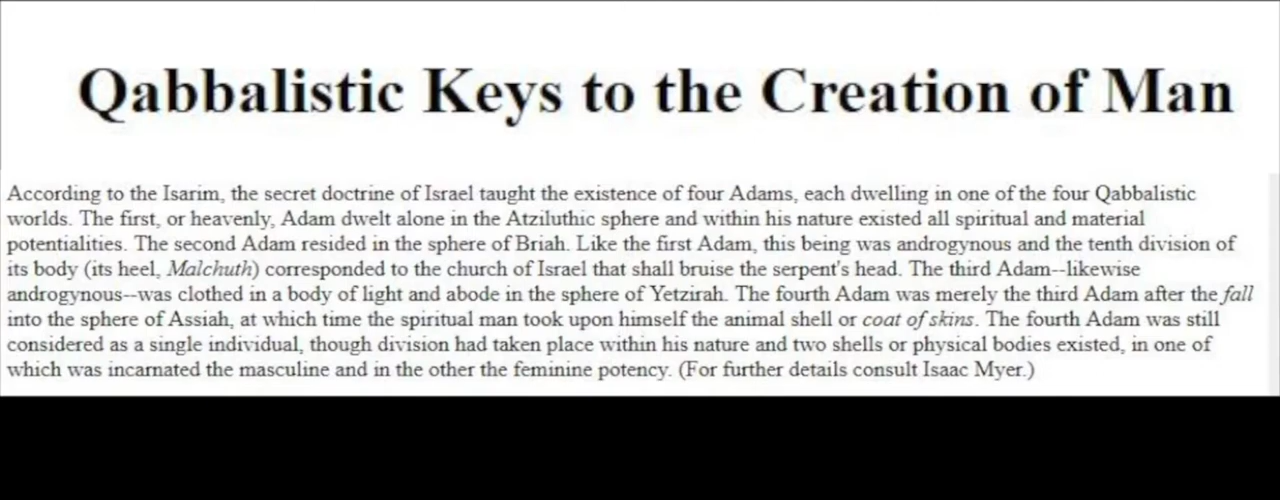 Qabbalistic Keys to the Creation of Man
According to the Isarim, the secret doctrine of Israel taught the existence of four Adams, each dwelling in one of the four Qabbalistic
worlds. The first, or heavenly, Adam dwelt alone in the Atziluthic sphere and within his nature existed all spiritual and material
potentialities. The second Adam resided in the sphere of Briah. Like the first Adam, this being was androgynous and the tenth division of
its body (its heel, Malchuth) corresponded to the church of Israel that shall bruise the serpent's head. The third Adam--likewise
androgynous--was clothed in a body of light and abode in the sphere of Yetzirah. The fourth Adam was merely the third Adam after the fall
into the sphere of Assiah, at which time the spiritual man took upon himself the animal shell or coat of skins. The fourth Adam was still
considered as a single individual, though division had taken place within his nature and two shells or physical bodies existed, in one of
which was incarnated the masculine and in the other the feminine potency. (For further details consult Isaac Myer.)